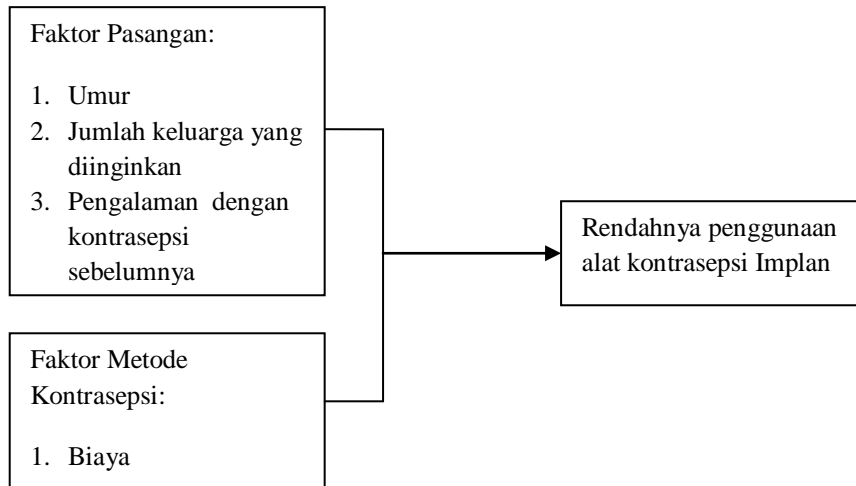 Faktor Pasangan:
1. Umur
2. Jumlah keluarga yang
diinginkan
3. Pengalaman dengan
kontrasepsi
sebelumnya
Rendahnya penggunaan
alat kontrasepsi Implan
Faktor Metode
Kontrasepsi:
1. Biaya